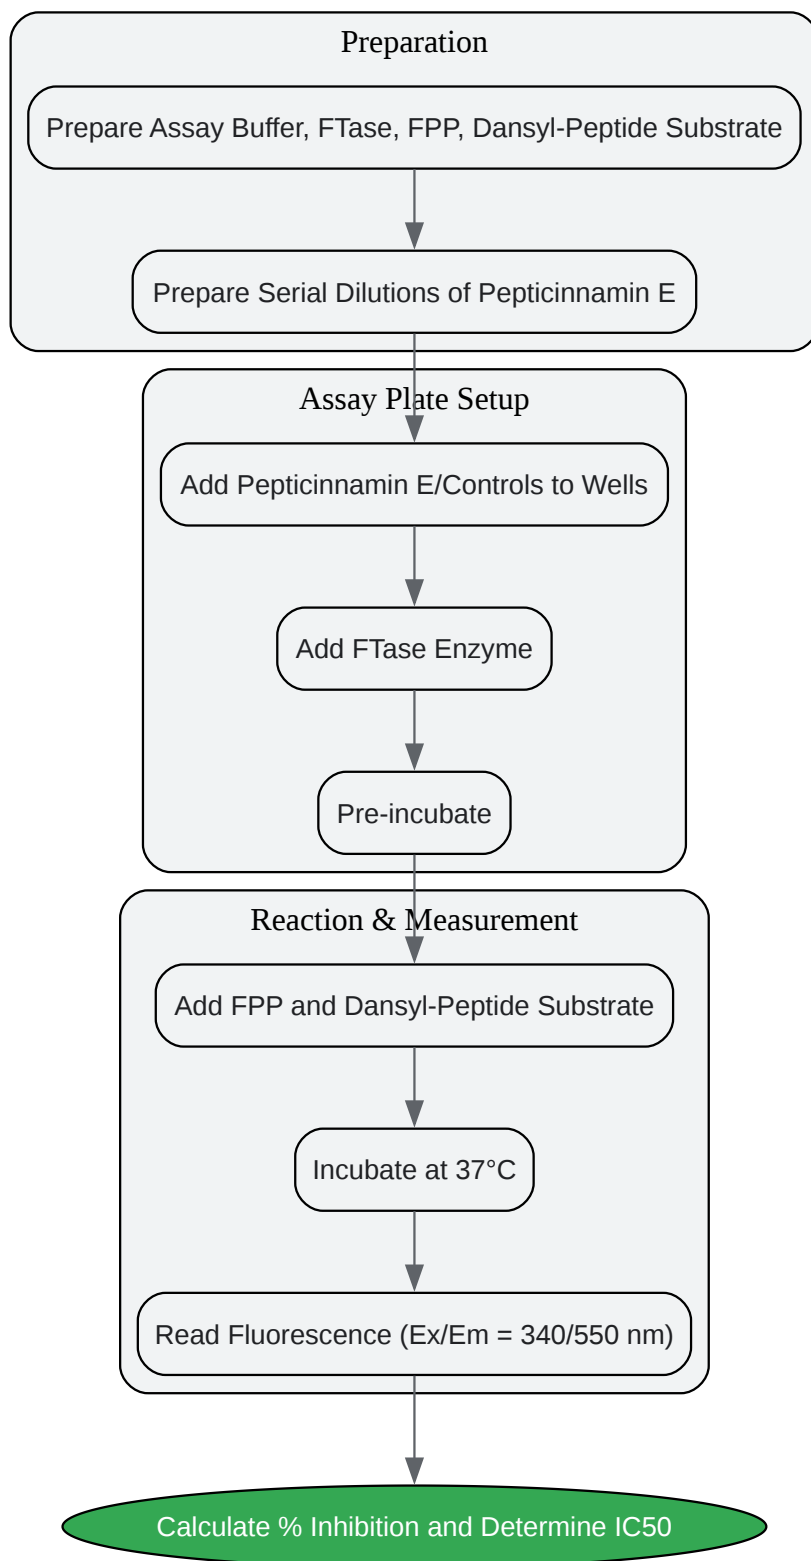 Preparation
Prepare Assay Buffer, FTase, FPP, Dansyl-Peptide Substrate
Prepare Serial Dilutions of Pepticinnamin E
Assay Plate Setup
Add Pepticinnamin E/Controls to Wells
Add FTase Enzyme
Pre-incubate
Reaction & Measurement
Add FPP and Dansyl-Peptide Substrate
Incubate at 37°C
Read Fluorescence (Ex/Em = 340/550 nm)
Calculate % Inhibition and Determine IC50